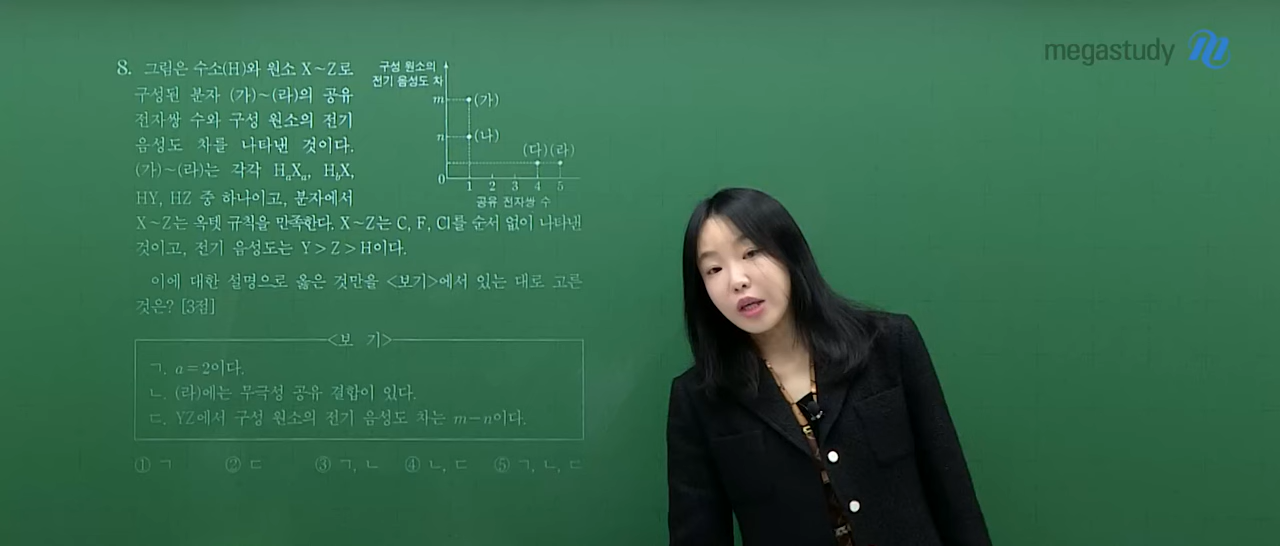 megastudy
8. 그림은 수소(H)와 원소 X~Z로
구성된 분자 (가)~(라)의 공유
전자쌍 수와 구성 원소의 전기
음성도 차를 나타낸 것이다.
(가)~(라)는 각각 HₐXₐ, H_bX,
HY, HZ 중 하나이고, 분자에서
X~Z는 옥텟 규칙을 만족한다. X~Z는 C, F, Cl를 순서 없이 나타낸
것이고, 전기 음성도는 Y>Z>H이다.
구성 원소의
전기 음성도 차
m
(가)
n
(나)
(다) (라)
0 1 2 3 4 5
공유 전자쌍 수
이에 대한 설명으로 옳은 것만을 <보기>에서 있는 대로 고른
것은? [3점]
<보 기>
ㄱ. a=2이다.
ㄴ. (라)에는 무극성 공유 결합이 있다.
ㄷ. YZ에서 구성 원소의 전기 음성도 차는 m-n이다.
① ㄱ ② ㄷ ③ ㄱ, ㄴ ④ ㄴ, ㄷ ⑤ ㄱ, ㄴ, ㄷ